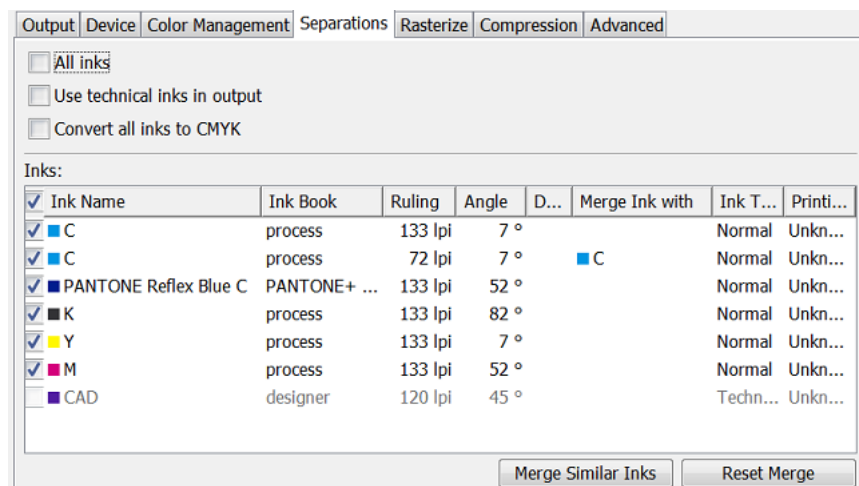 Output Device Color Management Separations Rasterize Compression Advanced
All inks
Use technical inks in output
Convert all inks to CMYK
Inks:
Ink Name Ink Book Ruling Angle D... Merge Ink with Ink T... Printi...
C process 133 lpi 7 ° Normal Unkn...
C process 72 lpi 7 ° C Normal Unkn...
PANTONE Reflex Blue C PANTONE+ ... 133 lpi 52 ° Normal Unkn...
K process 133 lpi 82 ° Normal Unkn...
Y process 133 lpi 7 ° Normal Unkn...
M process 133 lpi 52 ° Normal Unkn...
CAD designer 120 lpi 45 ° Techn... Unkn...
Merge Similar Inks Reset Merge